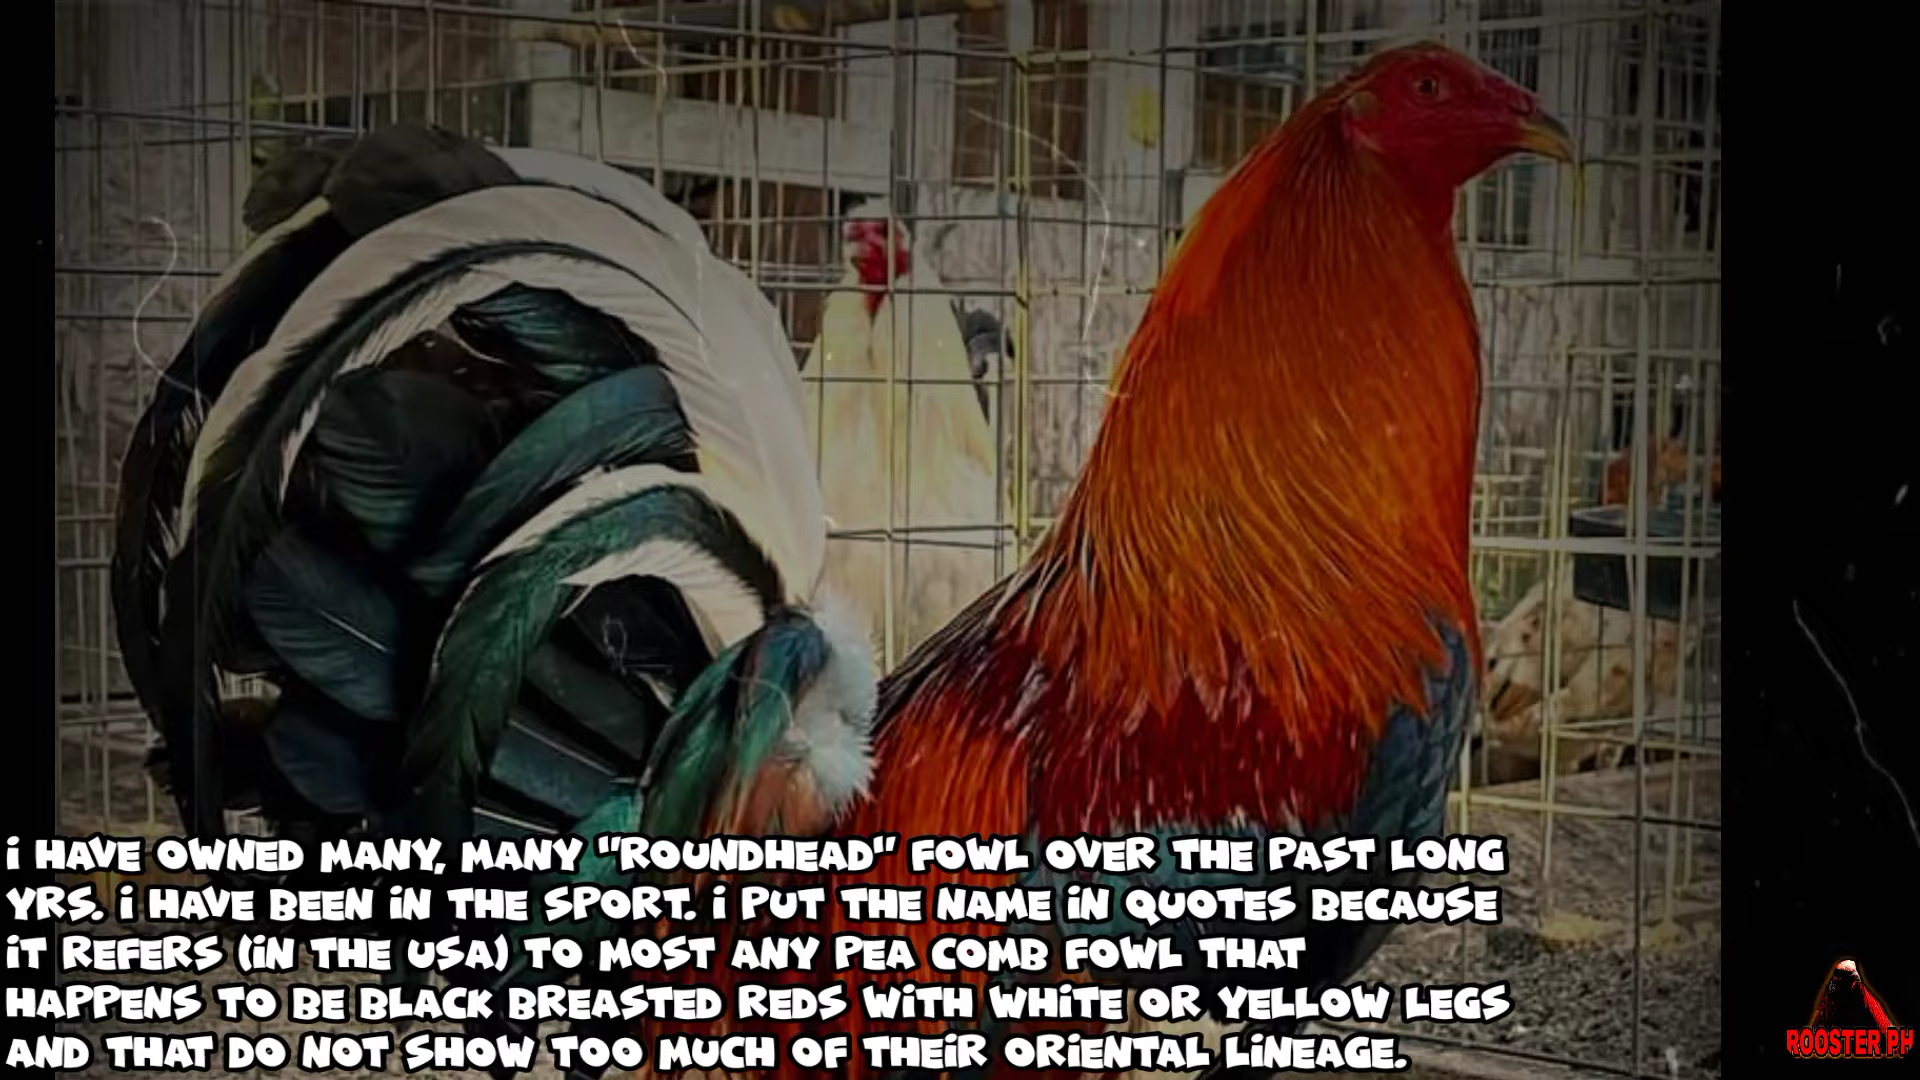 i HAVE OWNED MANY, MANY "ROUNDHEAD" FOWL OVER THE PAST LONG
YRS. i HAVE BEEN iN THE SPORT. i PUT THE NAME iN QUOTES BECAUSE
iT REFERS (iN THE USA) TO MOST ANY PEA COMB FOWL THAT
HAPPENS TO BE BLACK BREASTED REDS WiTH WHiTE OR YELLOW LEGS
AND THAT DO NOT SHOW TOO MUCH OF THEiR ORiENTAL LiNEAGE.
ROOSTER PH